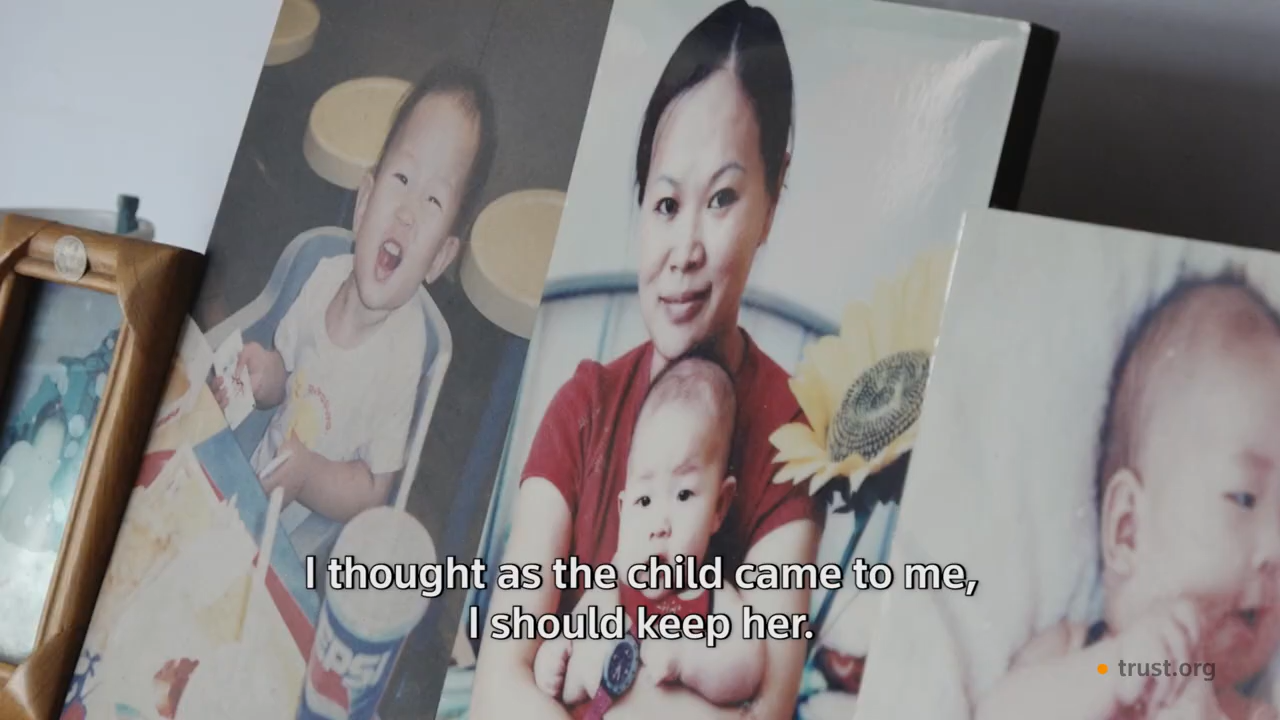 I thought as the child came to me,
I should keep her.
PEPSI
trust.org